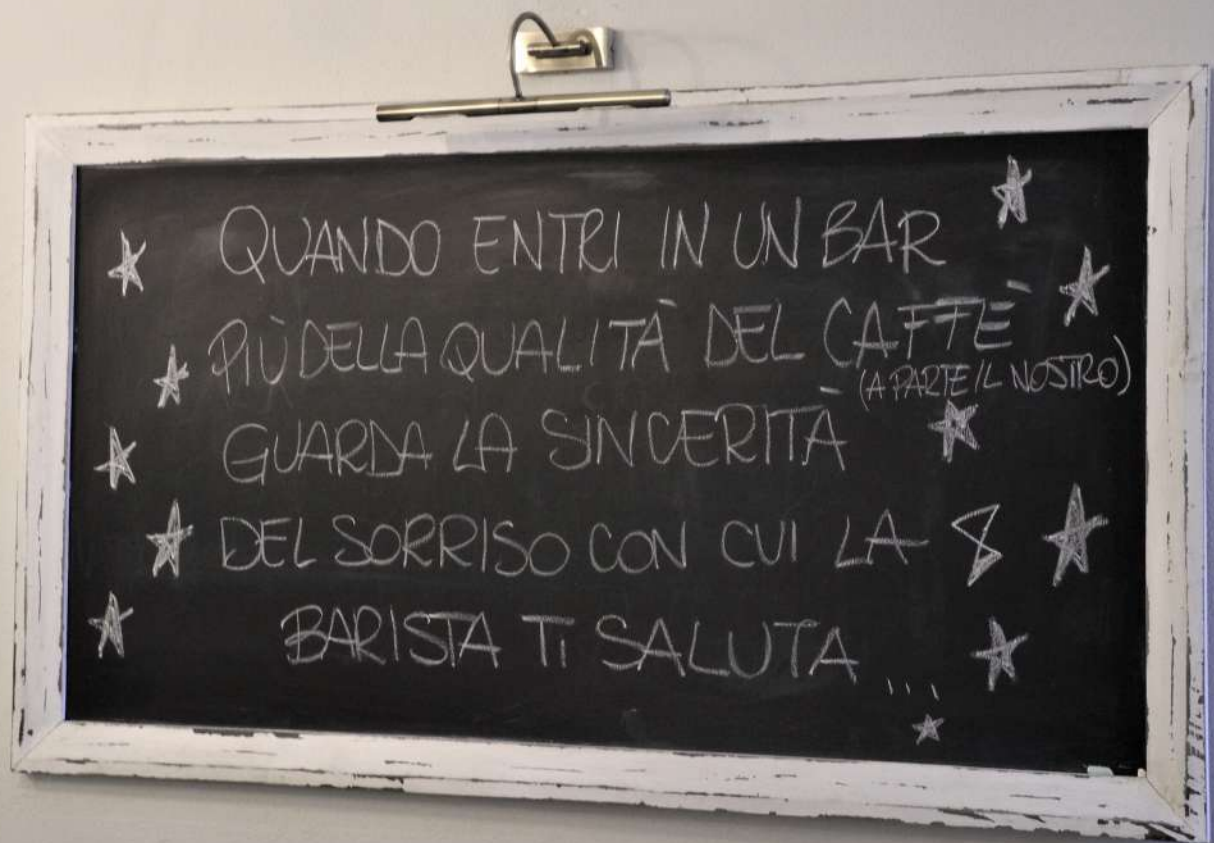 QUANDO ENTRI IN UN BAR
PIÙ DELLA QUALITÀ DEL CAFFÈ
(A PARTE IL NOSTRO)
GUARDA LA SINCERITÀ
DEL SORRISO CON CUI LA
BARISTA TI SALUTA...